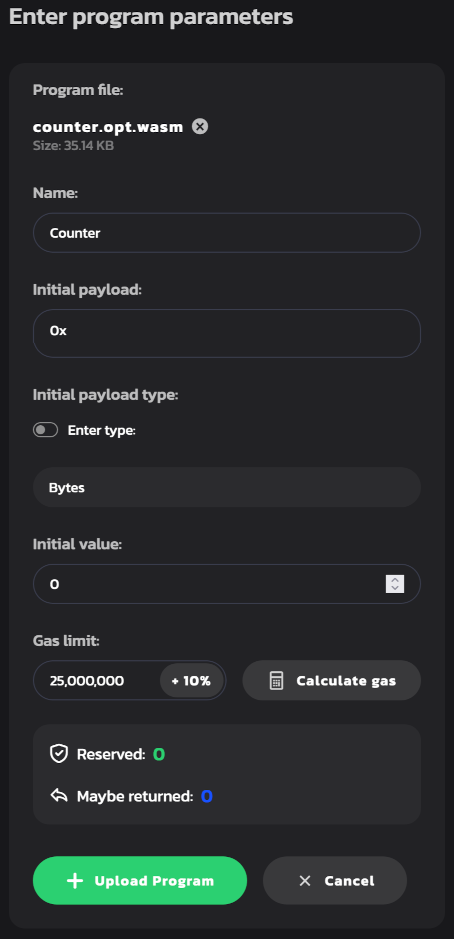 Enter program parameters
Program file:
counter.opt.wasm
Size: 35.14 KB
Name:
Counter
Initial payload:
0x
Initial payload type:
Enter type:
Bytes
Initial value:
0
Gas limit:
25,000,000 + 10% Calculate gas
Reserved: 0
Maybe returned: 0
Upload Program Cancel